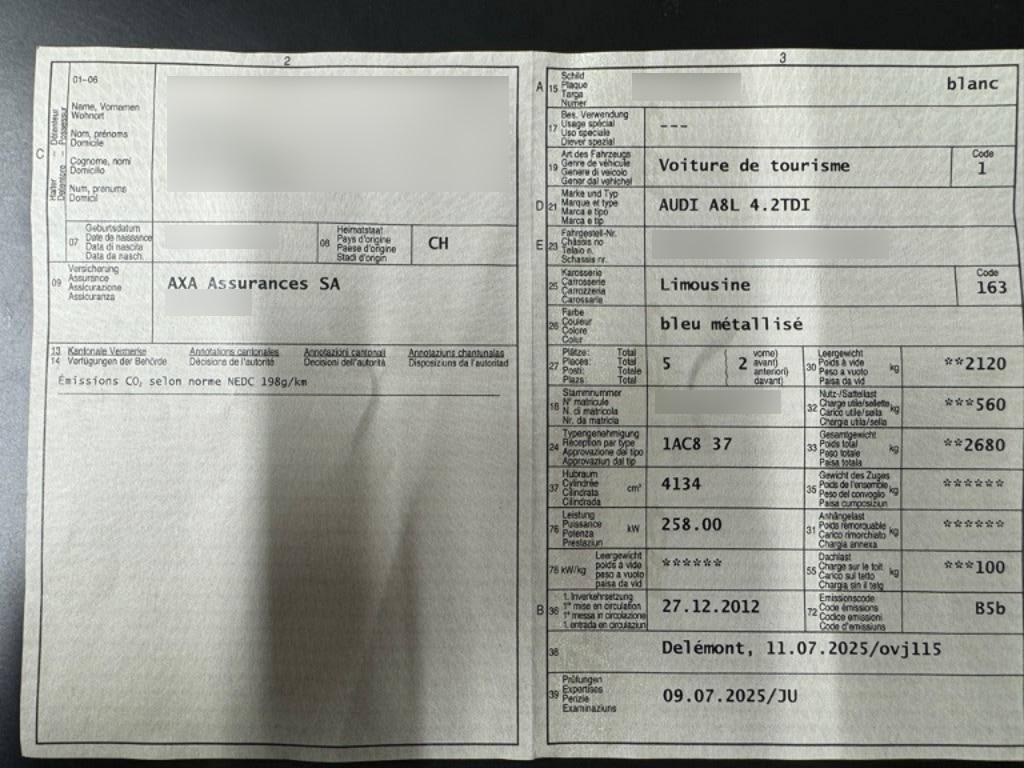 2
01-06
C
Halter – Détenteur
Détentore – Possessur
Name, Vornamen
Wohnort
Nom, prénoms
Domicile
Cognome, nomi
Domicilio
Num, prenums
Domicil
07
Geburtsdatum
Date de naissance
Data di nascita
Data da nasch.
08
Heimatstaat
Pays d'origine
Paese d'origine
Stadi d'origin
CH
09
Versicherung
Assurance
Assicurazione
Assicuranza
AXA Assurances SA
13 Kantonale Vermerke Annotations cantonales Annotazioni cantonali Annotaziuns chantunalas
14 Verfügungen der Behörde Décisions de l'autorité Decisioni dell'autorità Disposiziuns da l'autoritad
Émissions CO₂ selon norme NEDC 198g/km
3
A 15
Schild
Plaque
Targa
Numer
blanc
17
Bes. Verwendung
Usage spécial
Uso speciale
Diever spezial
---
19
Art des Fahrzeugs
Genre de véhicule
Genere di veicolo
Gener dal vehichel
Voiture de tourisme
Code
1
D 21
Marke und Typ
Marque et type
Marca e tipo
Marca e tip
AUDI A8L 4.2TDI
E 23
Fahrgestell-Nr.
Châssis no
Telaio n.
Schassis nr.
25
Karosserie
Carrosserie
Carrozzeria
Carossaria
Limousine
Code
163
26
Farbe
Couleur
Colore
Color
bleu métallisé
27
Plätze: Total
Places: Total
Posti: Totale
Plazs: Total
5
2
vorne)
avant)
anteriori)
davant)
30
Leergewicht
Poids à vide
Peso a vuoto
Paisa da vid
kg
**2120
18
Stammnummer
N° matricule
N. di matricola
Nr. da matricla
32
Nutz-/Sattellast
Charge utile/sellette
Carico utile/sella
Chargia utila/sella
kg
***560
24
Typengenehmigung
Réception par type
Approvazione del tipo
Approvaziun dal tip
1AC8 37
33
Gesamtgewicht
Poids total
Peso totale
Paisa totala
kg
**2680
37
Hubraum
Cylindrée
Cilindrata
Cilindrada
cm³
4134
35
Gewicht des Zuges
Poids de l'ensemble
Peso del convoglio
Paisa cumposiziun
kg
******
76
Leistung
Puissance
Potenza
Prestaziun
kW
258.00
31
Anhängelast
Poids remorquable
Carico rimorchiato
Chargia annexa
kg
******
78 kW/kg
Leergewicht
poids à vide
peso a vuoto
paisa da vid
******
55
Dachlast
Charge sur le toit
Carico sul tetto
Chargia sin il tetg
kg
***100
B 36
1. Inverkehrsetzung
1re mise en circulation
1a messa in circolazione
1. entrada en circulaziun
27.12.2012
72
Emissionscode
Code émissions
Codice emissioni
Code d'emissiuns
B5b
38
Delémont, 11.07.2025/ovj115
39
Prüfungen
Expertises
Perizie
Examinaziuns
09.07.2025/JU